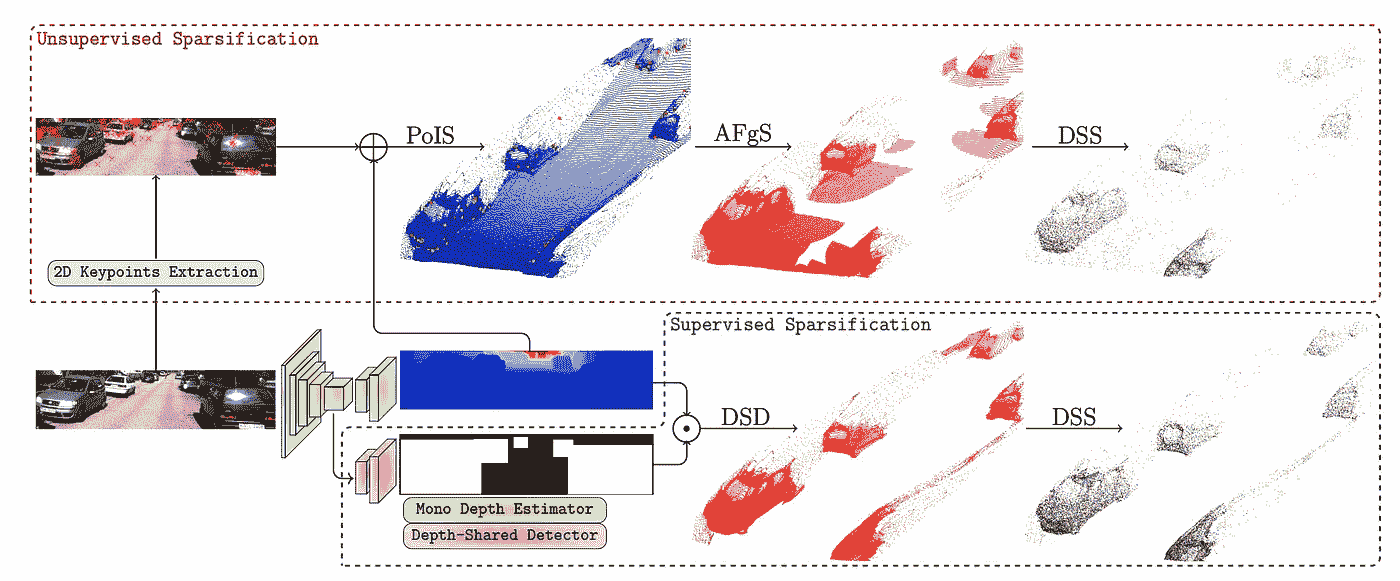 Unsupervised Sparsification
PoIS
AFgS
DSS
2D Keypoints Extraction
Supervised Sparsification
DSD
DSS
Mono Depth Estimator
Depth-Shared Detector